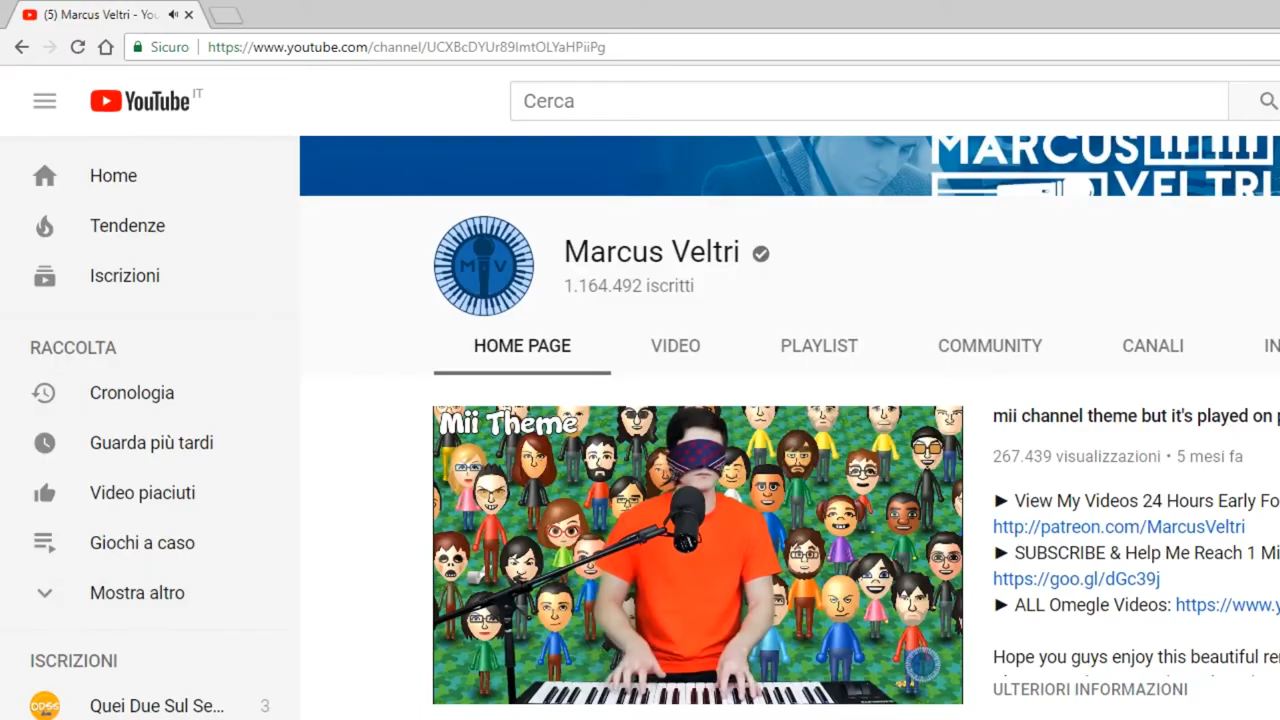 (5) Marcus Veltri - You
Sicuro
https://www.youtube.com/channel/UCXBcDYUr89ImtOLYaHPiiPg
YouTube IT
Cerca
MARCUS
VELTRI
Home
Tendenze
Iscrizioni
RACCOLTA
Cronologia
Guarda più tardi
Video piaciuti
Giochi a caso
Mostra altro
ISCRIZIONI
Quei Due Sul Se... 3
M V
Marcus Veltri
1.164.492 iscritti
HOME PAGE VIDEO PLAYLIST COMMUNITY CANALI IN
Mii Theme
mii channel theme but it's played on p
267.439 visualizzazioni • 5 mesi fa
► View My Videos 24 Hours Early Fo
http://patreon.com/MarcusVeltri
► SUBSCRIBE & Help Me Reach 1 Mi
https://goo.gl/dGc39j
► ALL Omegle Videos: https://www.y
Hope you guys enjoy this beautiful re
ULTERIORI INFORMAZIONI